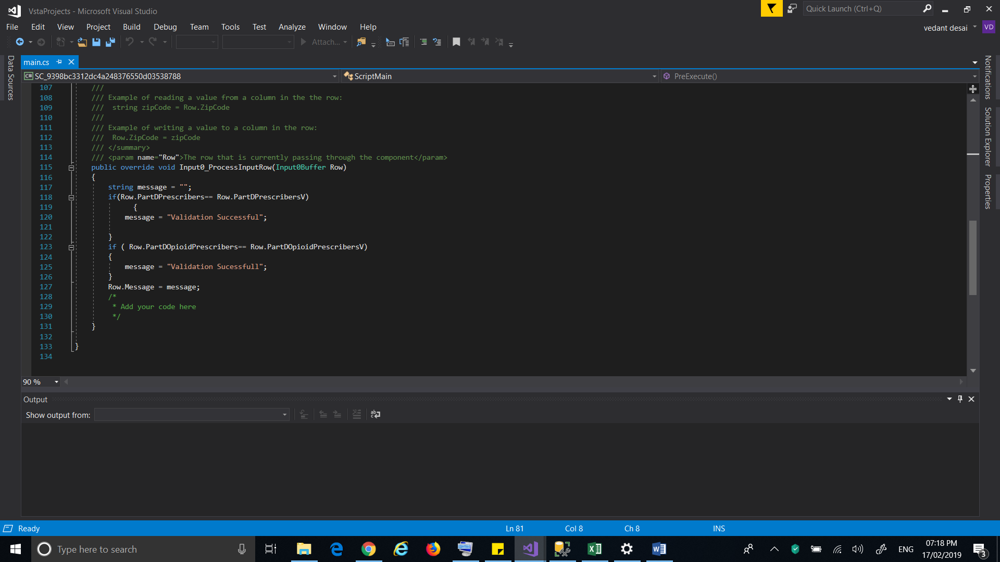 VstaProjects - Microsoft Visual Studio
Quick Launch (Ctrl+Q)
File Edit View Project Build Debug Team Tools Test Analyze Window Help
vedant desai VD
Attach...
Data Sources
main.cs
SC_9398bc3312dc4a248376550d03538788 ScriptMain PreExecute()
107 ///
108 /// Example of reading a value from a column in the the row:
109 ///  string zipCode = Row.ZipCode
110 ///
111 /// Example of writing a value to a column in the row:
112 ///  Row.ZipCode = zipCode
113 /// </summary>
114 /// <param name="Row">The row that is currently passing through the component</param>
115 public override void Input0_ProcessInputRow(Input0Buffer Row)
116 {
117 string message = "";
118 if(Row.PartDPrescribers== Row.PartDPrescribersV)
119 {
120 message = "Validation Successful";
121
122 }
123 if ( Row.PartDOpioidPrescribers== Row.PartDOpioidPrescribersV)
124 {
125 message = "Validation Sucessfull";
126 }
127 Row.Message = message;
128 /*
129 * Add your code here
130 */
131 }
132
133 }
134
Notifications
Solution Explorer
Properties
90 %
Output
Show output from:
Ready Ln 81 Col 8 Ch 8 INS
Type here to search
ENG
07:18 PM
17/02/2019
3